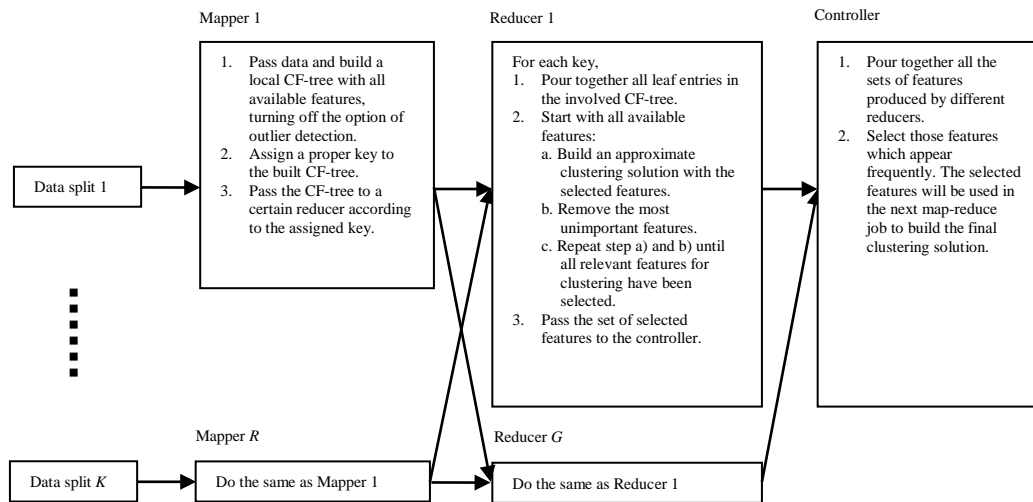 Mapper 1
1. Pass data and build a
local CF-tree with all
available features,
turning off the option of
outlier detection.
2. Assign a proper key to
the built CF-tree.
3. Pass the CF-tree to a
certain reducer according
to the assigned key.
Reducer 1
For each key,
1. Pour together all leaf entries in
the involved CF-tree.
2. Start with all available
features:
a. Build an approximate
clustering solution with the
selected features.
b. Remove the most
unimportant features.
c. Repeat step a) and b) until
all relevant features for
clustering have been
selected.
3. Pass the set of selected
features to the controller.
Controller
1. Pour together all the
sets of features
produced by different
reducers.
2. Select those features
which appear
frequently. The selected
features will be used in
the next map-reduce
job to build the final
clustering solution.
Data split 1
Mapper R
Reducer G
Data split K
Do the same as Mapper 1
Do the same as Reducer 1